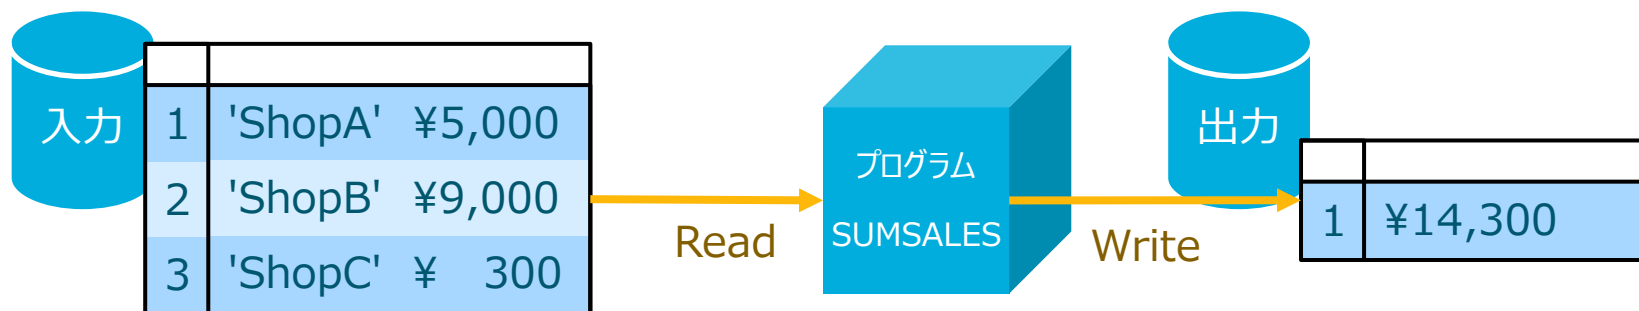 入力
1 'ShopA' ¥5,000
2 'ShopB' ¥9,000
3 'ShopC' ¥ 300
Read
プログラム
SUMSALES
Write
出力
1 ¥14,300